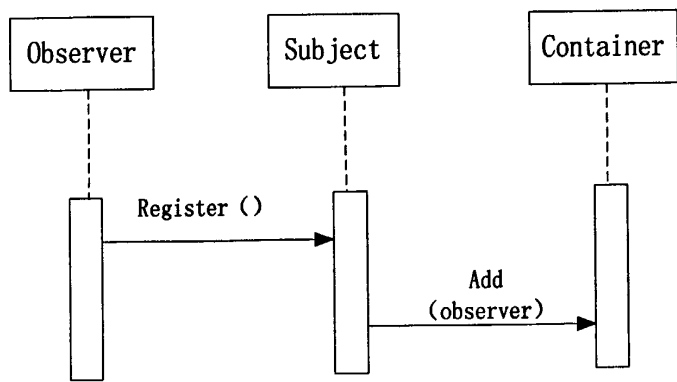 Observer
Subject
Container
Register ()
Add
(observer)